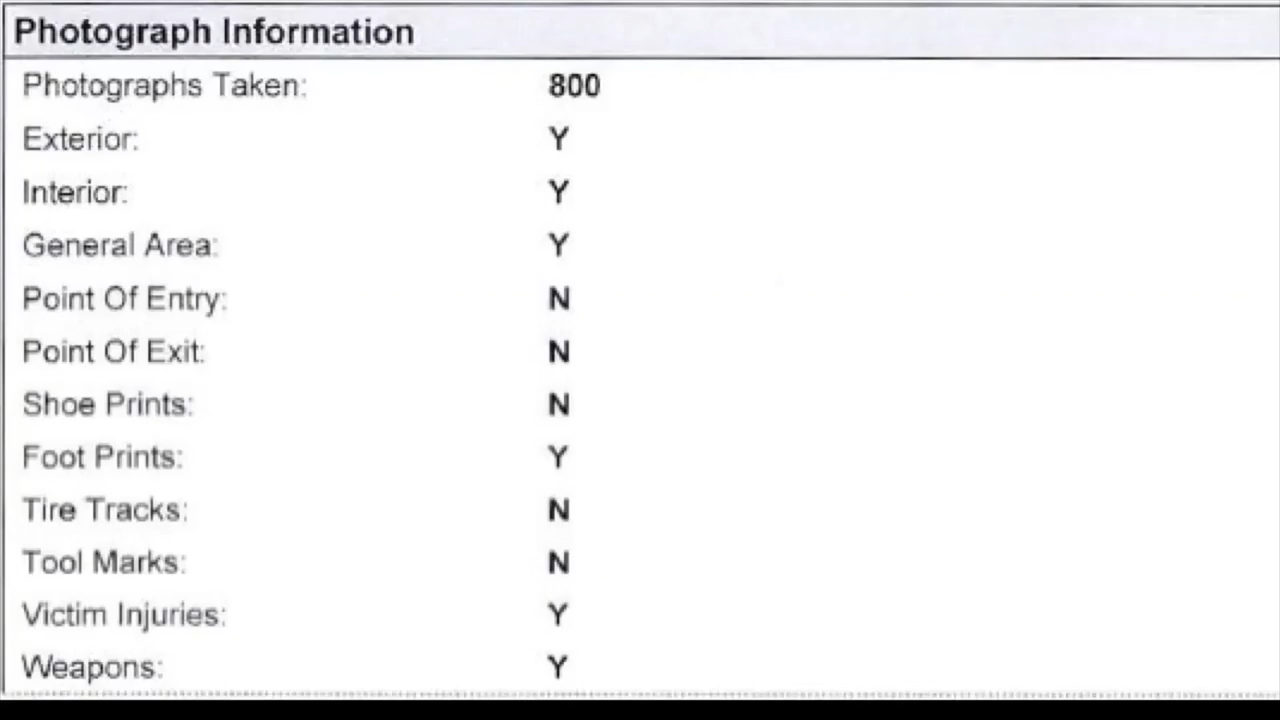 Photograph Information
Photographs Taken: 800
Exterior: Y
Interior: Y
General Area: Y
Point Of Entry: N
Point Of Exit: N
Shoe Prints: N
Foot Prints: Y
Tire Tracks: N
Tool Marks: N
Victim Injuries: Y
Weapons: Y